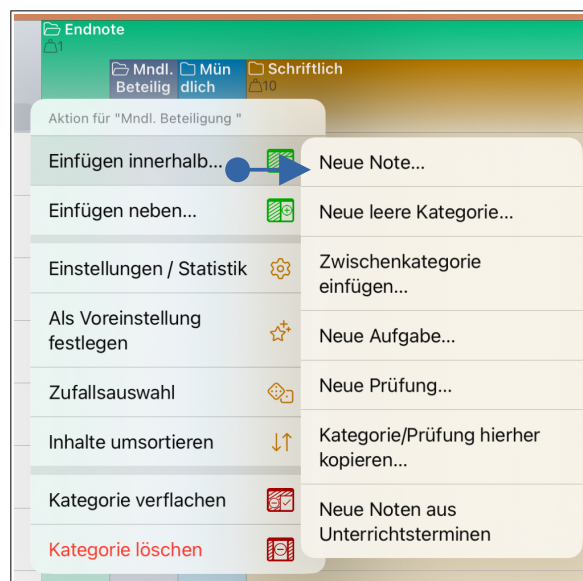 Endnote
1
Mndl. Mün Schriftlich
Beteilig dlich 10
Aktion für "Mndl. Beteiligung "
Einfügen innerhalb...
Einfügen neben...
Einstellungen / Statistik
Als Voreinstellung
festlegen
Zufallsauswahl
Inhalte umsortieren
Kategorie verflachen
Kategorie löschen
Neue Note...
Neue leere Kategorie...
Zwischenkategorie
einfügen...
Neue Aufgabe...
Neue Prüfung...
Kategorie/Prüfung hierher
kopieren...
Neue Noten aus
Unterrichtsterminen